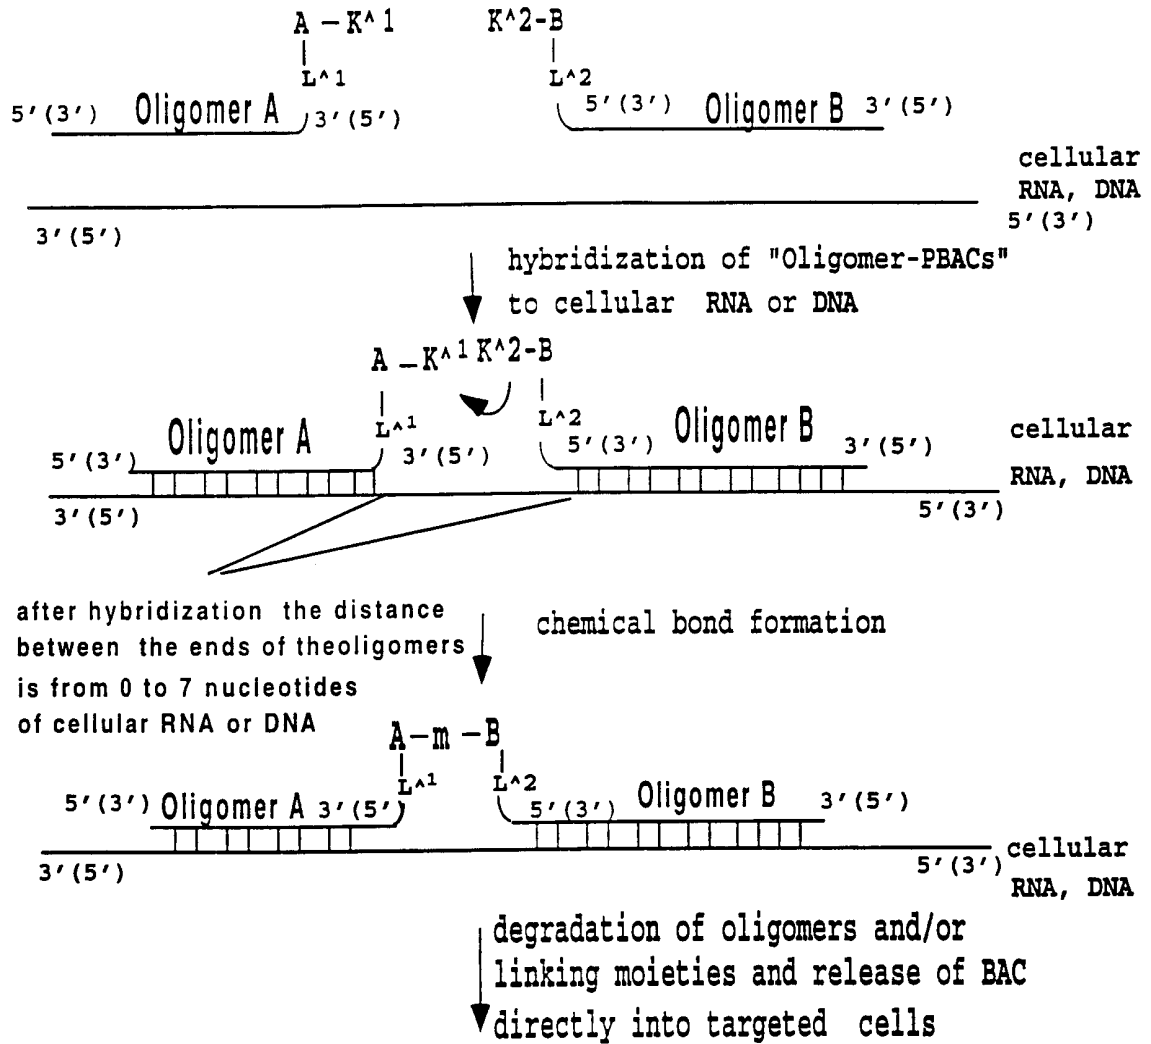 A – K^1 K^2-B
L^1 L^2
5'(3') Oligomer A 3'(5') 5'(3') Oligomer B 3'(5')
cellular
RNA, DNA
3'(5') 5'(3')
hybridization of "Oligomer-PBACs"
to cellular RNA or DNA
A – K^1 K^2-B
L^1 L^2
5'(3') Oligomer A 3'(5') 5'(3') Oligomer B 3'(5')
cellular
RNA, DNA
3'(5') 5'(3')
after hybridization the distance
between the ends of theoligomers
is from 0 to 7 nucleotides
of cellular RNA or DNA
chemical bond formation
A – m – B
L^1 L^2
5'(3') Oligomer A 3'(5') 5'(3') Oligomer B 3'(5')
3'(5') 5'(3') cellular
RNA, DNA
degradation of oligomers and/or
linking moieties and release of BAC
directly into targeted cells